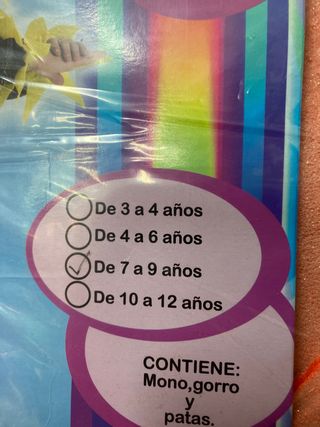 De 3 a 4 años
De 4 a 6 años
De 7 a 9 años
De 10 a 12 años
CONTIENE:
Mono,gorro
y
patas.